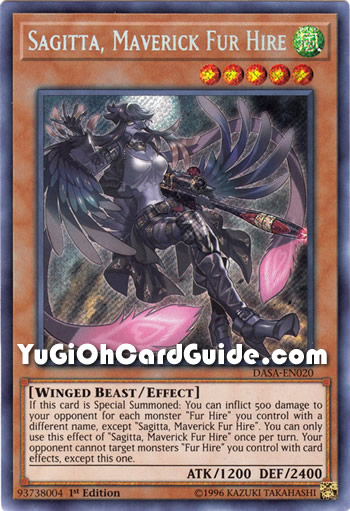 Sagitta, Maverick Fur Hire
YuGiOhCardGuide.com
DASA-EN020
[Winged Beast/Effect]
If this card is Special Summoned: You can inflict 500 damage to
your opponent for each monster "Fur Hire" you control with a
different name, except "Sagitta, Maverick Fur Hire". You can only
use this effect of "Sagitta, Maverick Fur Hire" once per turn. Your
opponent cannot target monsters "Fur Hire" you control with card
effects, except this one.
ATK/1200 DEF/2400
93738004 1st Edition ©1996 KAZUKI TAKAHASHI